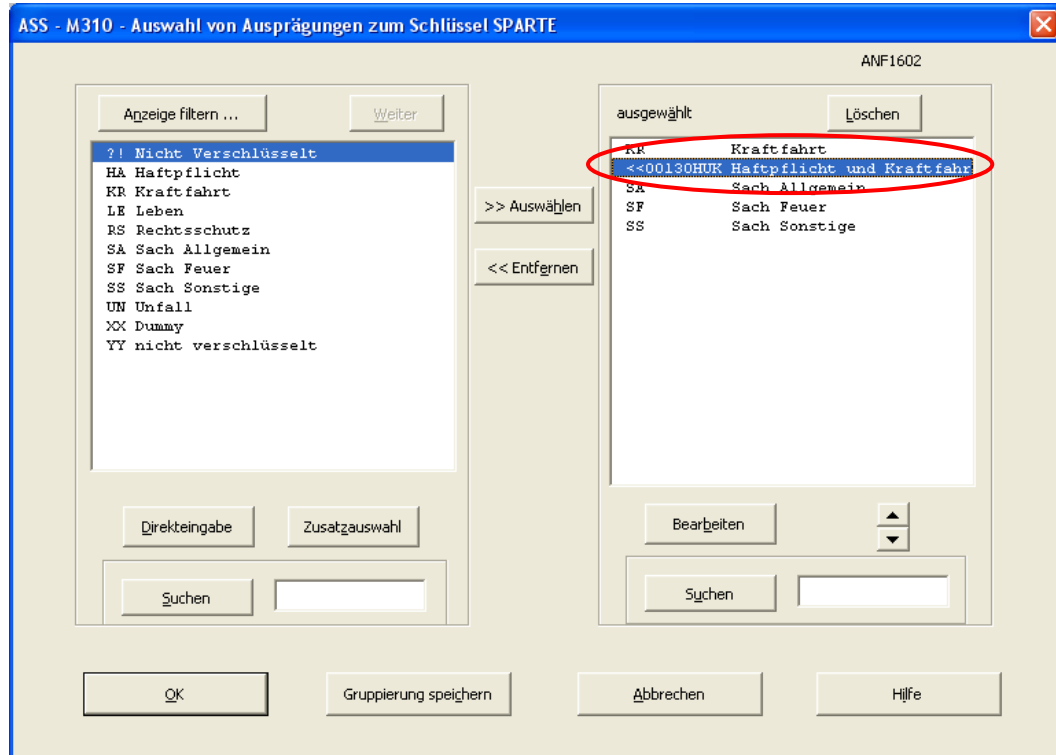 ASS - M310 - Auswahl von Ausprägungen zum Schlüssel SPARTE
ANF1602
Anzeige filtern ...
Weiter
?! Nicht Verschlüsselt
HA Haftpflicht
KR Kraftfahrt
LE Leben
RS Rechtsschutz
SA Sach Allgemein
SF Sach Feuer
SS Sach Sonstige
UN Unfall
XX Dummy
YY nicht verschlüsselt
Direkteingabe
Zusatzauswahl
Suchen
>> Auswählen
<< Entfernen
ausgewählt
Löschen
KR Kraftfahrt
<<00130HUK Haftpflicht und Kraftfahr
SA Sach Allgemein
SF Sach Feuer
SS Sach Sonstige
Bearbeiten
Suchen
OK
Gruppierung speichern
Abbrechen
Hilfe